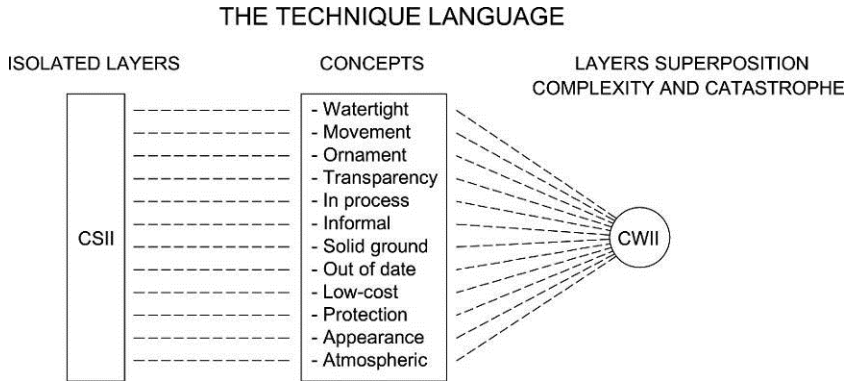 THE TECHNIQUE LANGUAGE
ISOLATED LAYERS
CONCEPTS
LAYERS SUPERPOSITION
COMPLEXITY AND CATASTROPHE
CSII
- Watertight
- Movement
- Ornament
- Transparency
- In process
- Informal
- Solid ground
- Out of date
- Low-cost
- Protection
- Appearance
- Atmospheric
CWII